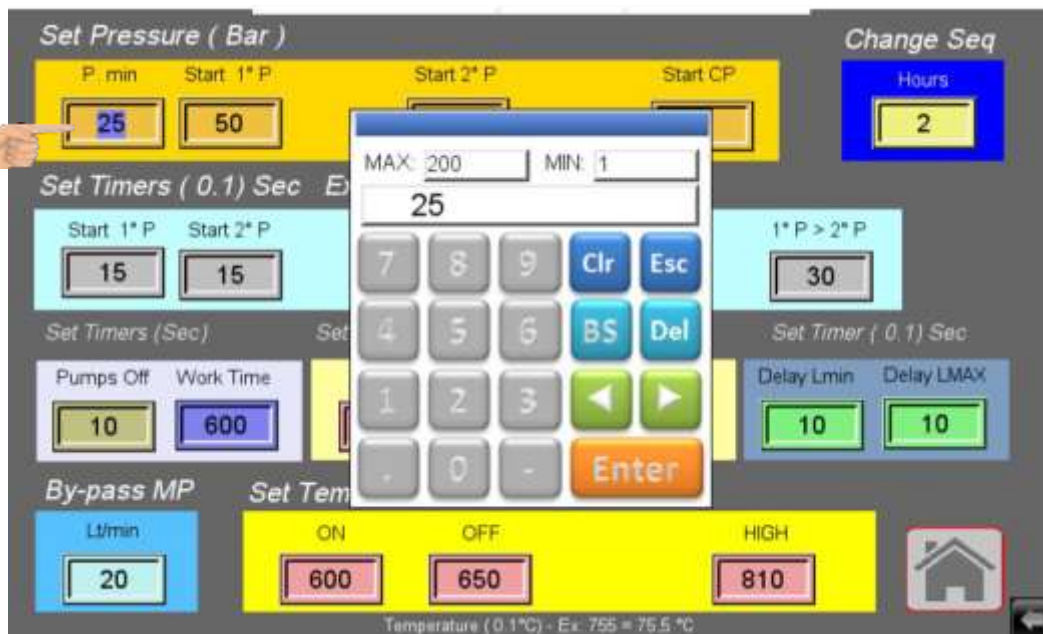 Set Pressure ( Bar )
Change Seq
P. min Start 1° P Start 2° P Start CP
Hours
25 50
2
MAX: 200 MIN: 1
25
Set Timers ( 0.1) Sec
Start 1° P Start 2° P 1° P > 2° P
15 15 30
7 8 9 Clr Esc
4 5 6 BS Del
1 2 3
. 0 - Enter
Set Timers (Sec) Set Set Timer ( 0.1) Sec
Pumps Off Work Time Delay Lmin Delay LMAX
10 600 10 10
By-pass MP Set Tem
Lt/min ON OFF HIGH
20 600 650 810
Temperature ( 0.1°C) - Ex: 755 = 75.5 °C